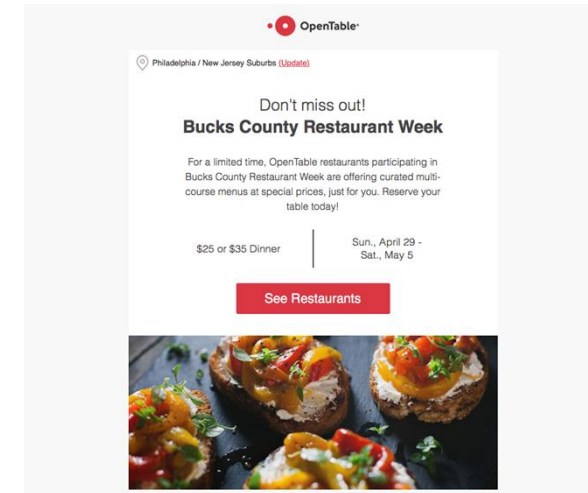 OpenTable
Philadelphia / New Jersey Suburbs (Update)
Don't miss out!
Bucks County Restaurant Week
For a limited time, OpenTable restaurants participating in
Bucks County Restaurant Week are offering curated multi-
course menus at special prices, just for you. Reserve your
table today!
$25 or $35 Dinner
Sun., April 29 -
Sat., May 5
See Restaurants